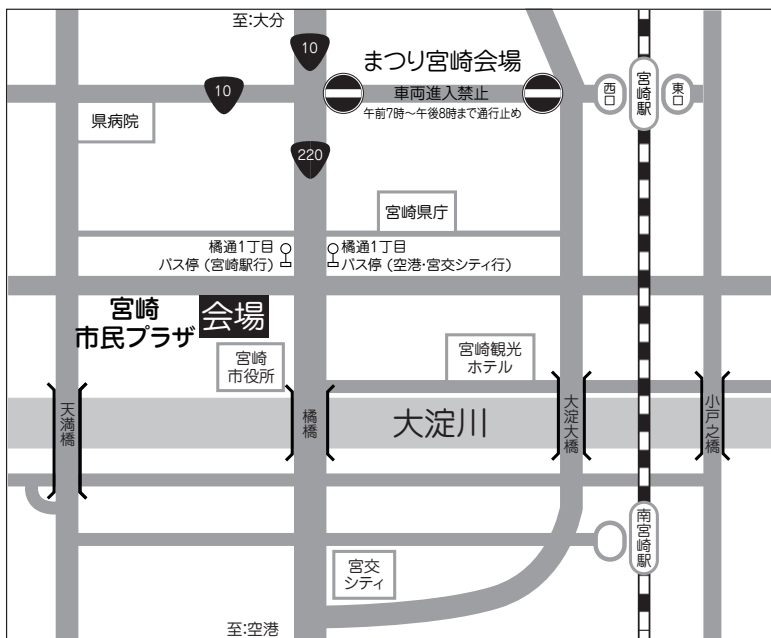 至:大分
10
まつり宮崎会場
10
車両進入禁止
西口
宮崎駅
東口
午前7時～午後8時まで通行止め
県病院
220
宮崎県庁
橘通1丁目
バス停（宮崎駅行）
橘通1丁目
バス停（空港・宮交シティ行）
宮崎
市民プラザ
会場
宮崎
市役所
宮崎観光
ホテル
天満橋
橘橋
大淀川
大淀大橋
小戸之橋
南宮崎駅
宮交
シティ
至:空港